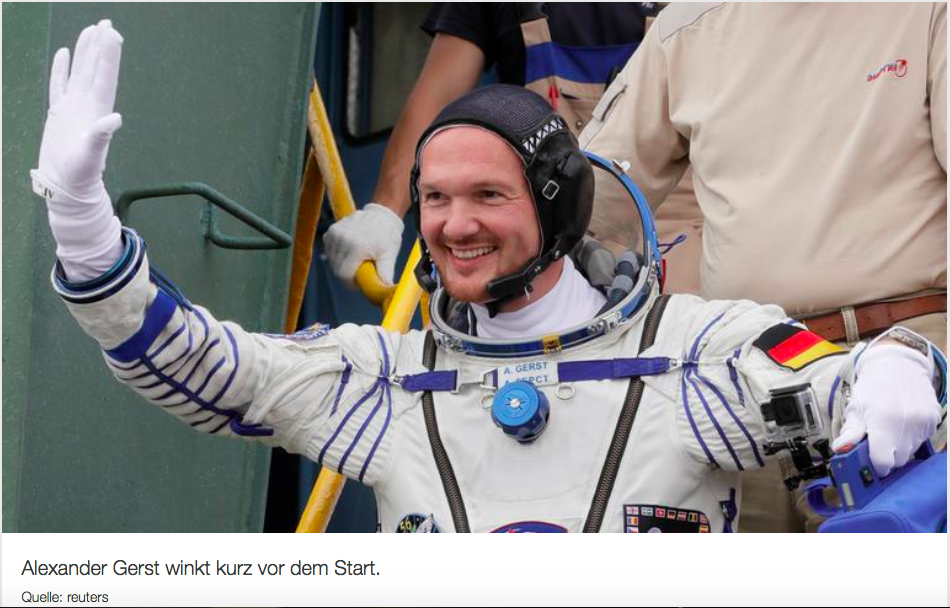 A. GERST
Alexander Gerst winkt kurz vor dem Start.
Quelle: reuters